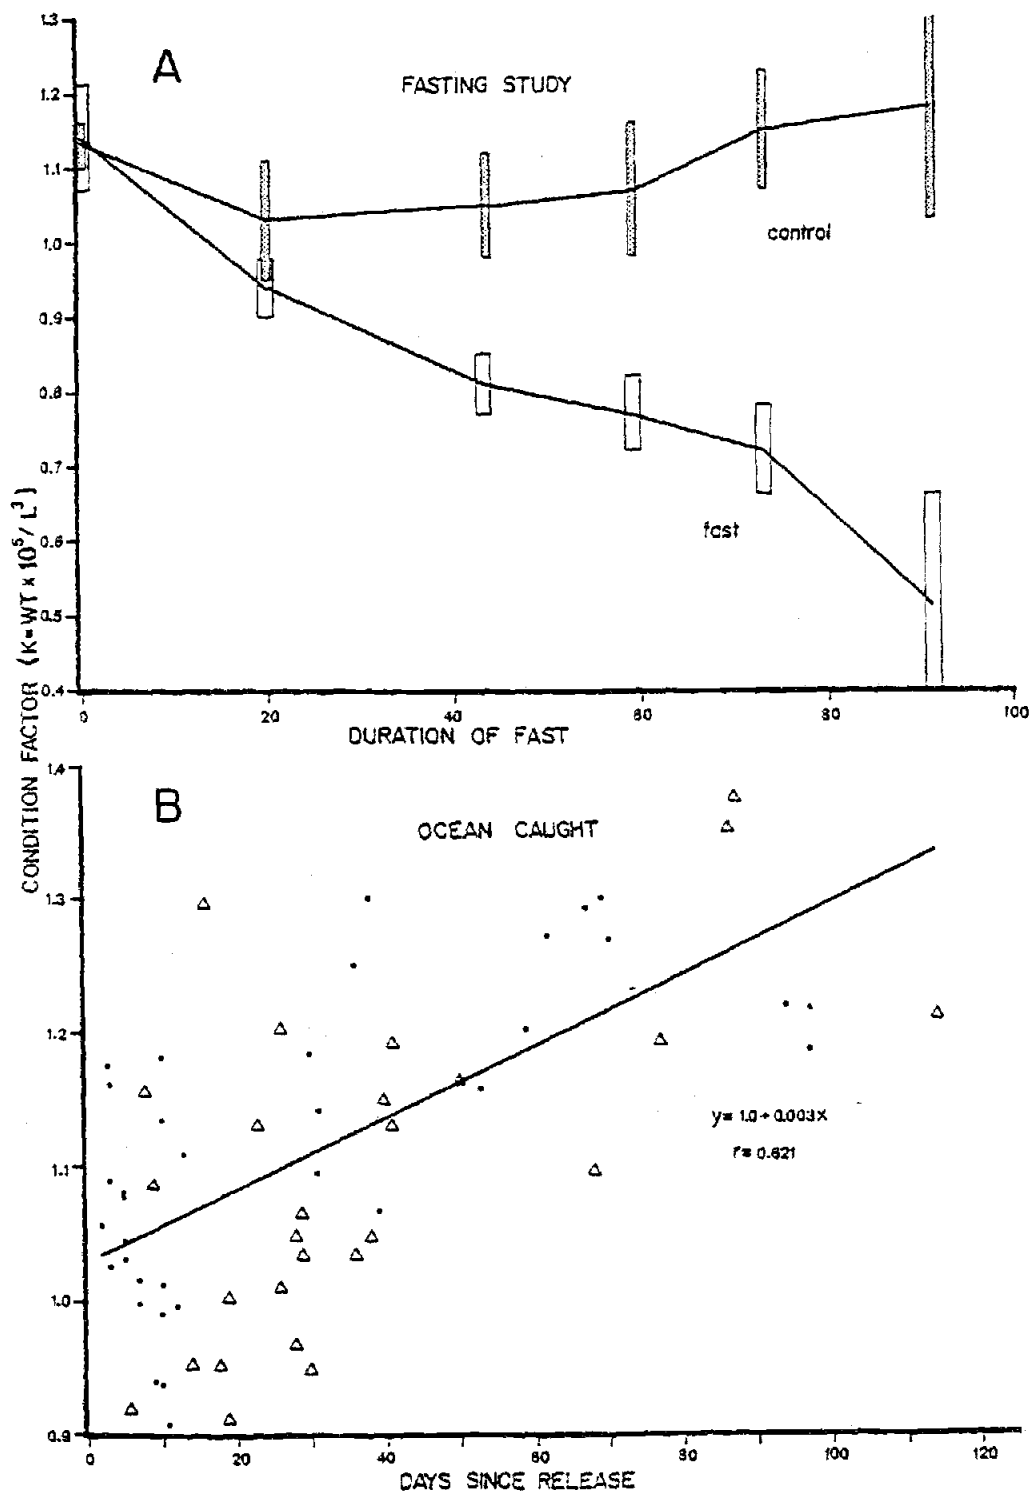 A
FASTING STUDY
1.3
1.2
1.1
1.0
0.9
0.8
0.7
0.6
0.5
0.4
control
fast
0 20 40 60 80 100
DURATION OF FAST
CONDITION FACTOR (K=WT × 10⁵/ L³)
B
OCEAN CAUGHT
1.4
1.3
1.2
1.1
1.0
0.9
y= 1.0+0.003x
r= 0.621
0 20 40 60 80 100 120
DAYS SINCE RELEASE